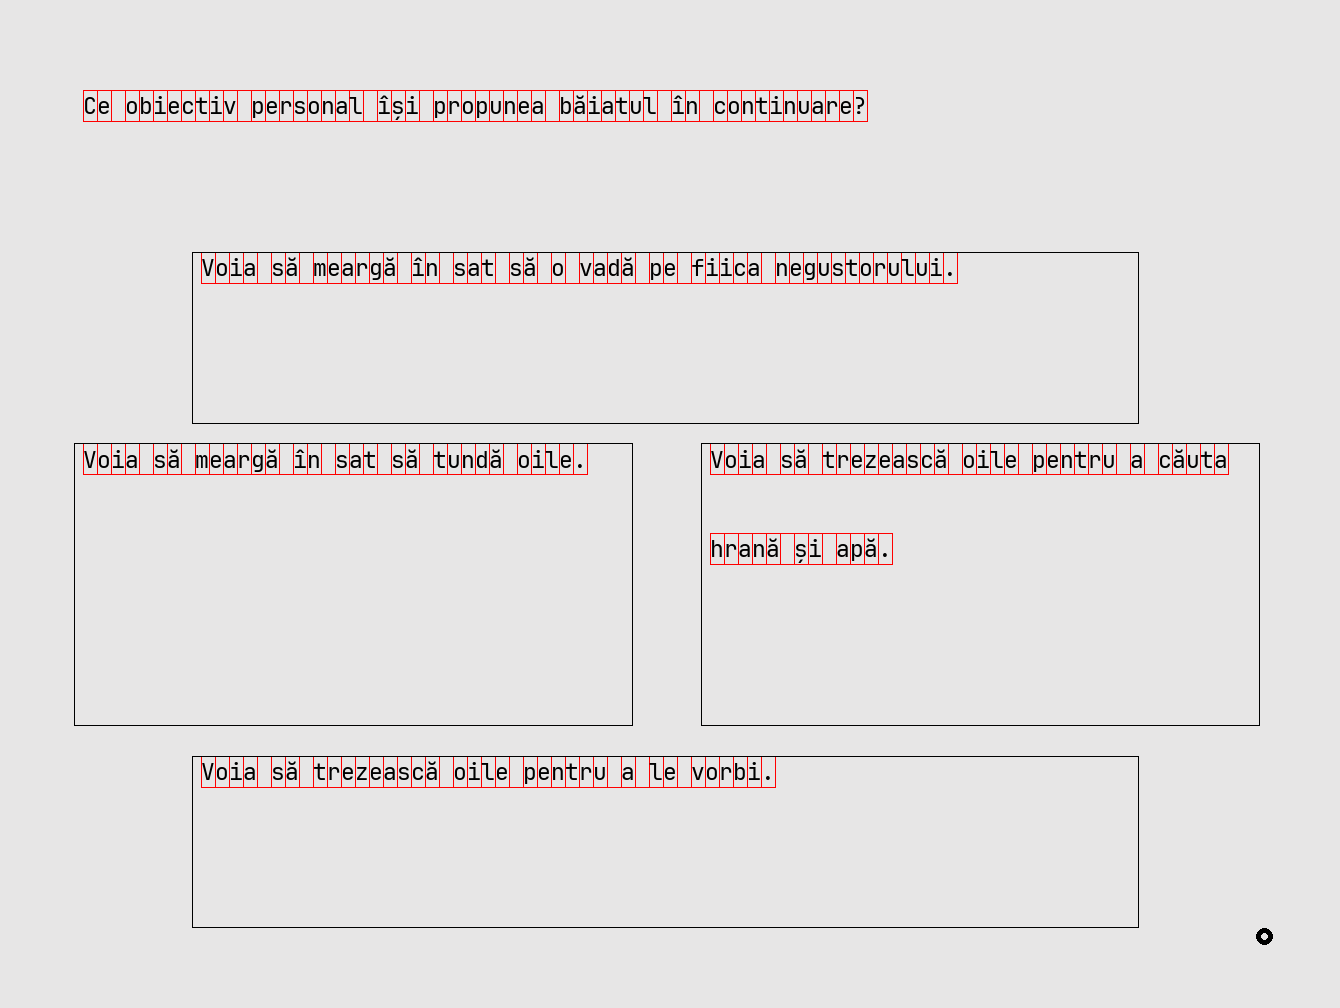 Ce obiectiv personal își propunea băiatul în continuare?
Voia să meargă în sat să o vadă pe fiica negustorului.
Voia să meargă în sat să tundă oile.
Voia să trezească oile pentru a căuta
hrană și apă.
Voia să trezească oile pentru a le vorbi.